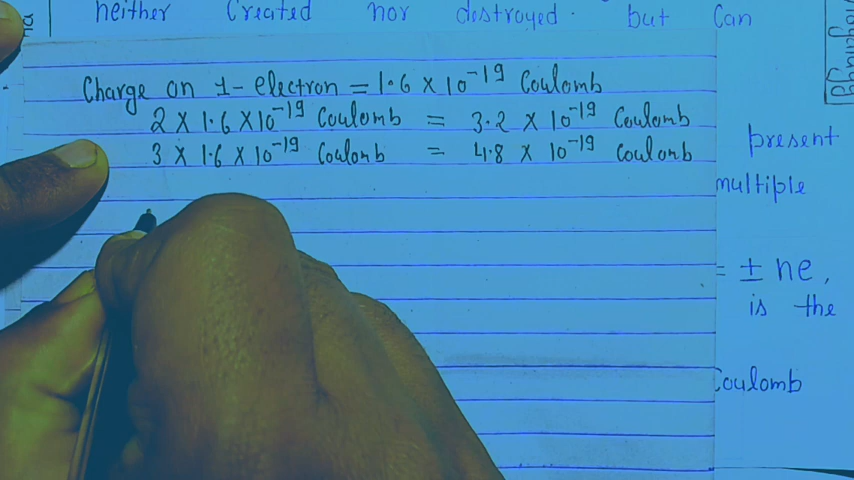 neither Created nor destroyed. but Can
Charge on 1-electron = 1.6 × 10⁻¹⁹ Coulomb
2 × 1.6 × 10⁻¹⁹ Coulomb = 3.2 × 10⁻¹⁹ Coulomb
3 × 1.6 × 10⁻¹⁹ Coulomb = 4.8 × 10⁻¹⁹ Coulomb
present
multiple
= ± ne,
is the
Coulomb